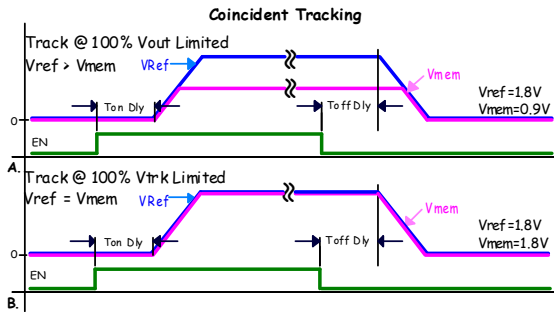 Coincident Tracking
Track @ 100% Vout Limited
Vref > Vmem
VRef
Vmem
Ton Dly
Toff Dly
Vref=1.8V
Vmem=0.9V
0
EN
A.
Track @ 100% Vtrk Limited
Vref = Vmem
VRef
Vmem
Ton Dly
Toff Dly
Vref=1.8V
Vmem=1.8V
0
EN
B.